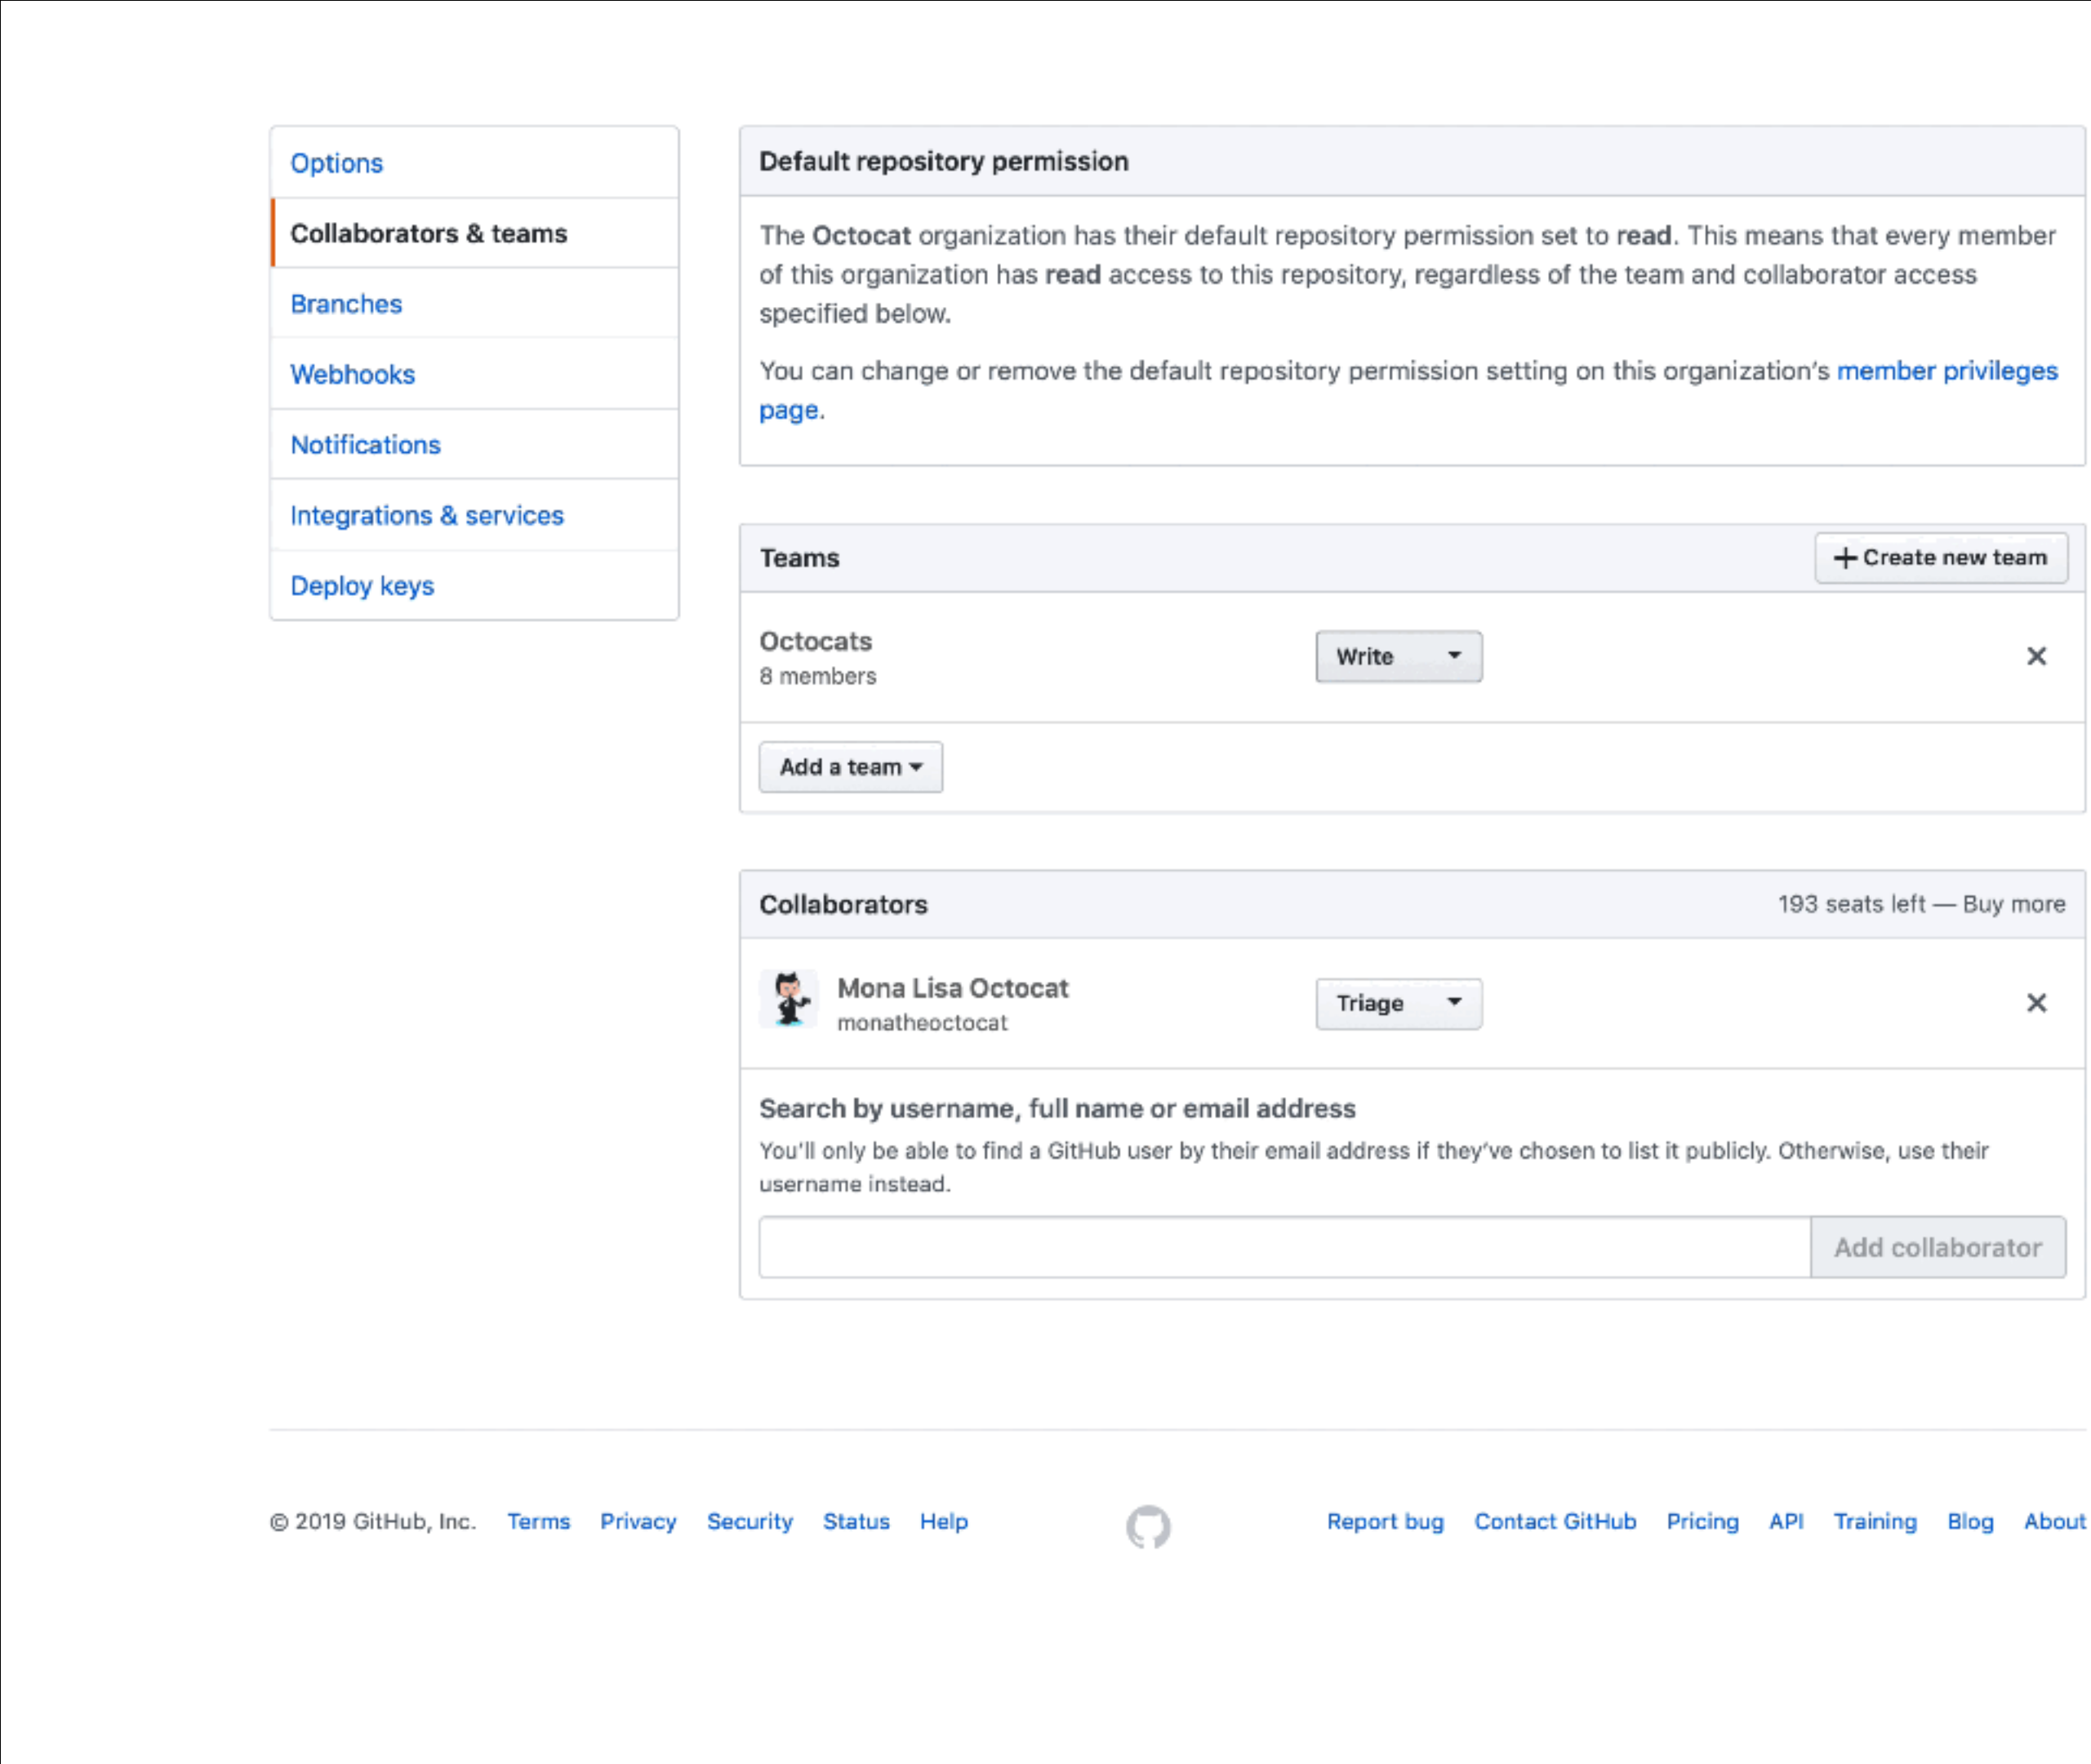 Options
Collaborators & teams
Branches
Webhooks
Notifications
Integrations & services
Deploy keys
Default repository permission
The Octocat organization has their default repository permission set to read. This means that every member
of this organization has read access to this repository, regardless of the team and collaborator access
specified below.
You can change or remove the default repository permission setting on this organization’s member privileges
page.
Teams
Create new team
Octocats
8 members
Write
Add a team
Collaborators
193 seats left — Buy more
Mona Lisa Octocat
monatheoctocat
Triage
Search by username, full name or email address
You’ll only be able to find a GitHub user by their email address if they’ve chosen to list it publicly. Otherwise, use their
username instead.
Add collaborator
© 2019 GitHub, Inc. Terms Privacy Security Status Help Report bug Contact GitHub Pricing API Training Blog About